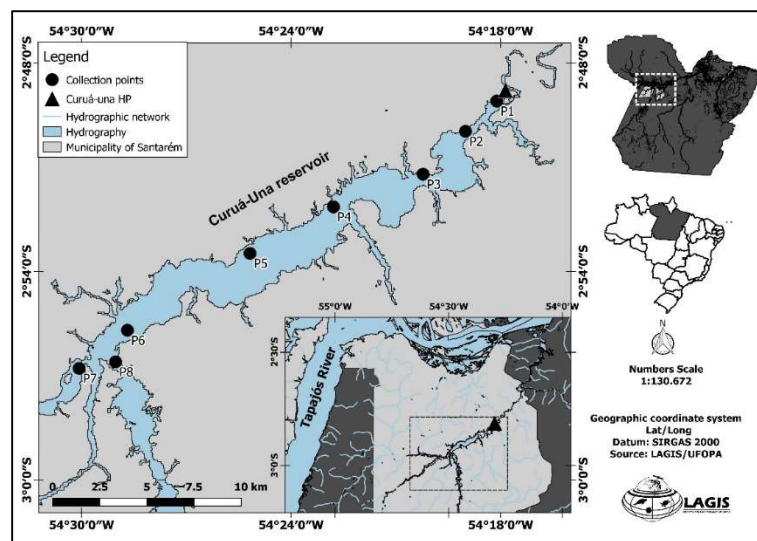 54°30'0"W 54°24'0"W 54°18'0"W
2°48'0"S
2°48'0"S
Legend
Collection points
Curuá-una HP
Hydrographic network
Hydrography
Municipality of Santarém
P1
P2
P3
P4
P5
P6
P7
P8
Curuá-Una reservoir
2°54'0"S
2°54'0"S
55°0'W 54°30'W 54°0'W
2°30'S
3°0'S
Tapajós River
3°0'0"S
3°0'0"S
0 2.5 5 7.5 10 km
54°30'0"W 54°24'0"W 54°18'0"W
N
Numbers Scale
1:130.672
Geographic coordinate system
Lat/Long
Datum: SIRGAS 2000
Source: LAGIS/UFOPA
LAGIS